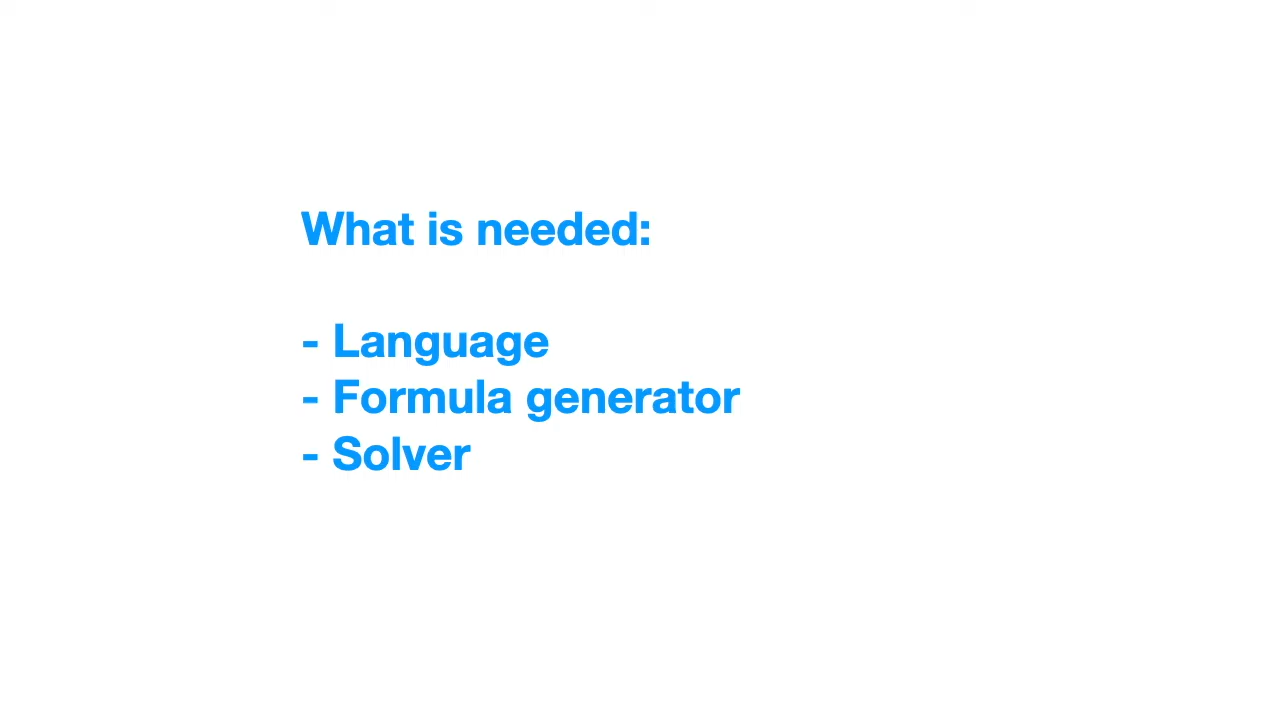 What is needed:
- Language
- Formula generator
- Solver